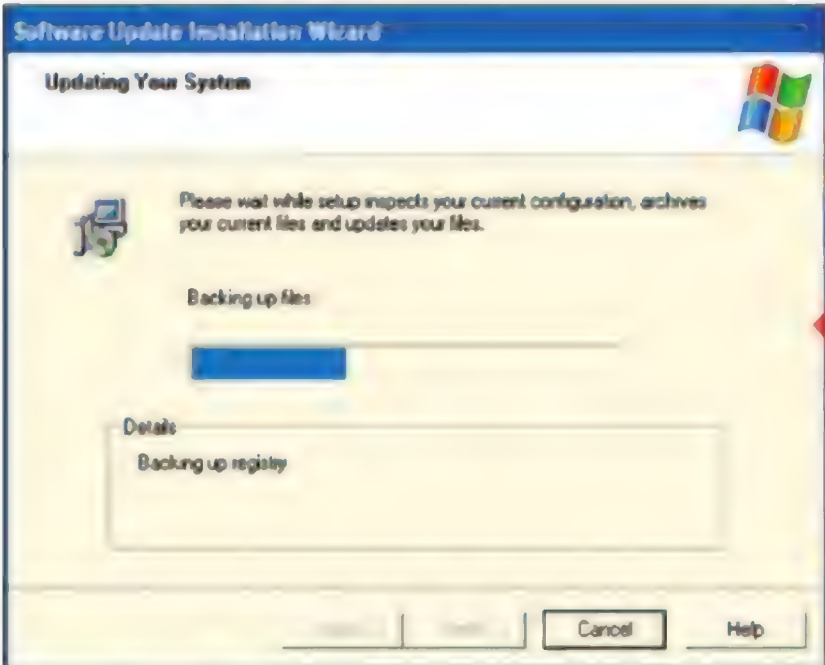 Software Update Installation Wizard
Updating Your System
Please wait while setup inspects your current configuration, archives
your current files and updates your files.
Backing up files
Details
Backing up registry
Cancel
Help